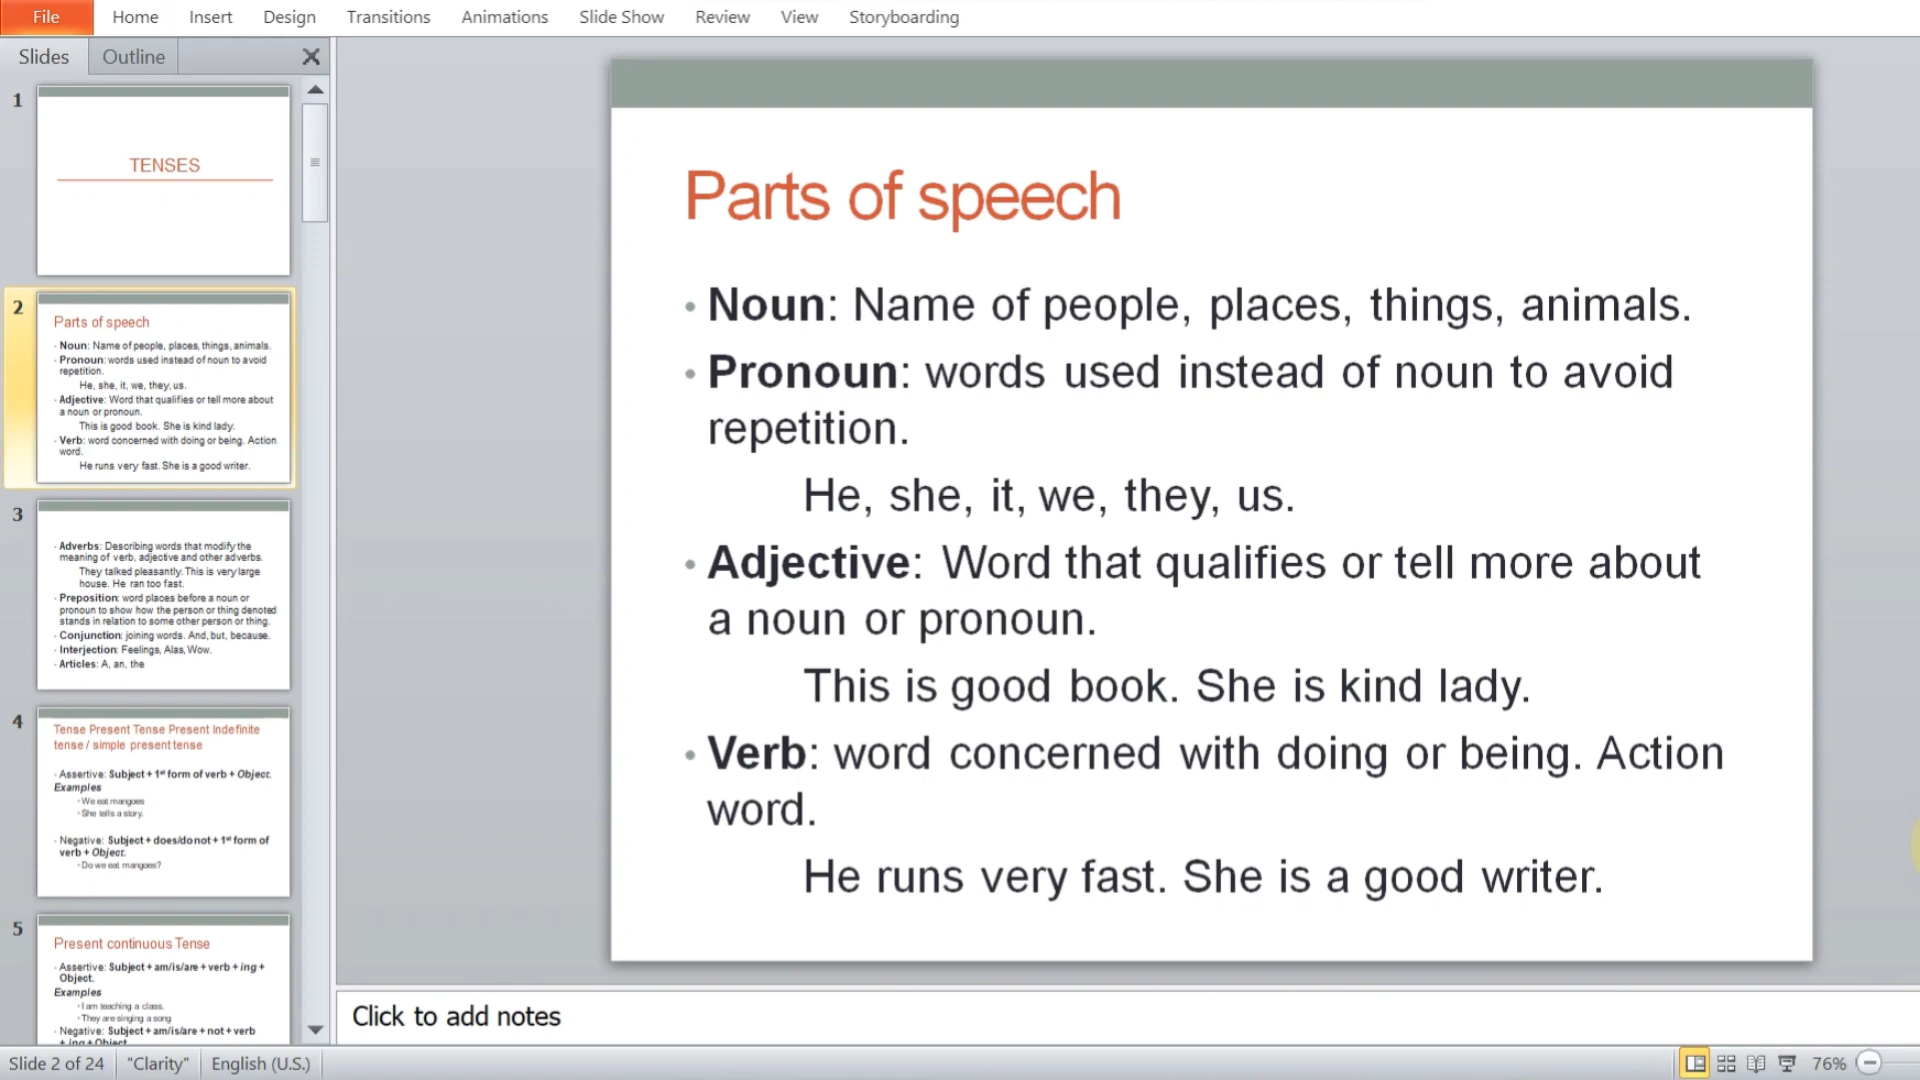 File Home Insert Design Transitions Animations Slide Show Review View Storyboarding
Slides Outline
1
TENSES
2
Parts of speech
Noun: Name of people, places, things, animals.
Pronoun: words used instead of noun to avoid
repetition.
He, she, it, we, they, us.
Adjective: Word that qualifies or tell more about
a noun or pronoun.
This is good book. She is kind lady.
Verb: word concerned with doing or being. Action
word.
He runs very fast. She is a good writer.
3
Adverbs: Describing words that modify the
meaning of verb, adjective and other adverbs.
They talked pleasantly. This is very large
house. He ran too fast.
Preposition: word places before a noun or
pronoun to show how the person or thing denoted
stands in relation to some other person or thing.
Conjunction: joining words. And, but, because.
Interjection: Feelings, Alas, Wow.
Articles: A, an, the
4
Tense Present Tense Present Indefinite
tense / simple present tense
Assertive: Subject + 1st form of verb + Object.
Examples
We eat mangoes
She tells a story.
Negative: Subject + does/do not + 1st form of
verb + Object.
Do we eat mangoes?
5
Present continuous Tense
Assertive: Subject + am/is/are + verb + ing +
Object.
Examples
I am teaching a class.
They are singing a song
Negative: Subject + am/is/are + not + verb
+ ing + Object
Parts of speech
• Noun: Name of people, places, things, animals.
• Pronoun: words used instead of noun to avoid
repetition.
He, she, it, we, they, us.
• Adjective: Word that qualifies or tell more about
a noun or pronoun.
This is good book. She is kind lady.
• Verb: word concerned with doing or being. Action
word.
He runs very fast. She is a good writer.
Click to add notes
Slide 2 of 24 "Clarity" English (U.S.) 76%